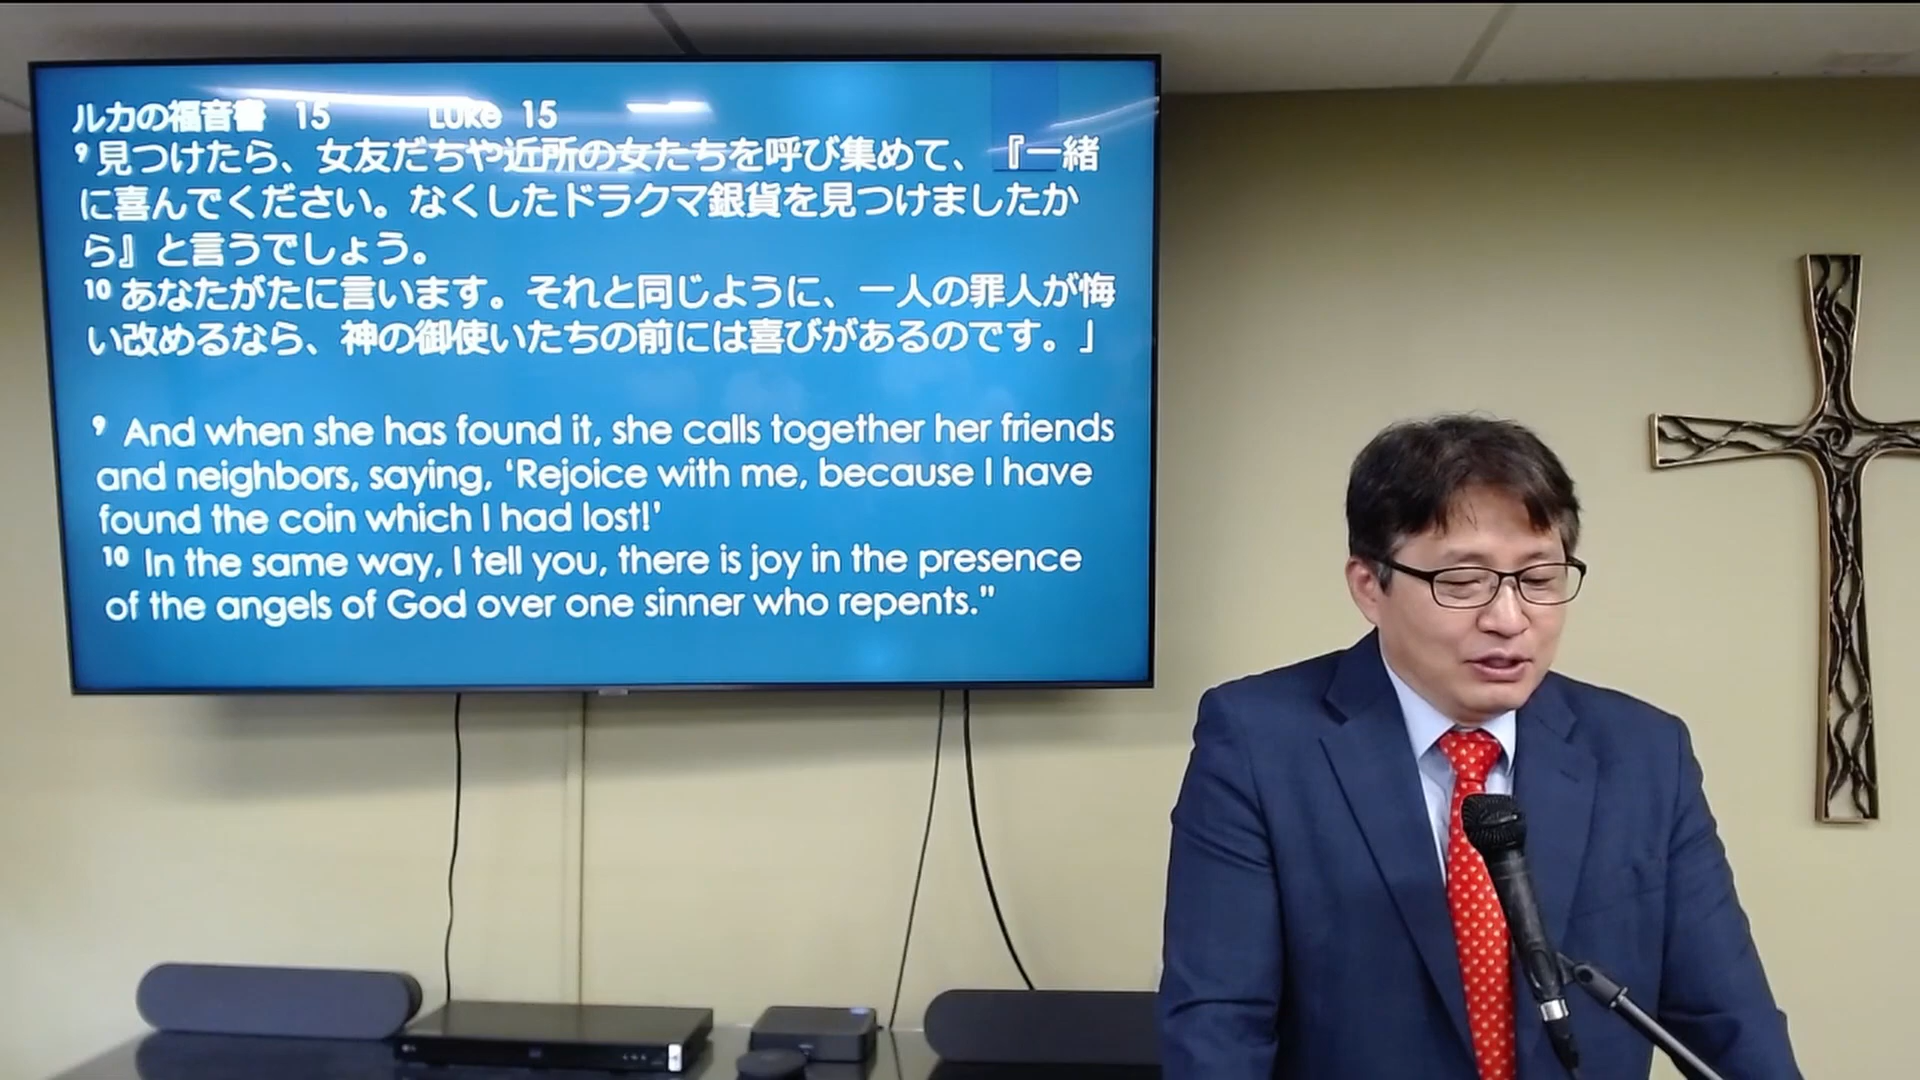 ルカの福音書 15 Luke 15
9 見つけたら、女友だちや近所の女たちを呼び集めて、『一緒
に喜んでください。なくしたドラクマ銀貨を見つけましたか
ら』と言うでしょう。
10 あなたがたに言います。それと同じように、一人の罪人が悔
い改めるなら、神の御使いたちの前には喜びがあるのです。」
9 And when she has found it, she calls together her friends
and neighbors, saying, ‘Rejoice with me, because I have
found the coin which I had lost!’
10 In the same way, I tell you, there is joy in the presence
of the angels of God over one sinner who repents.”